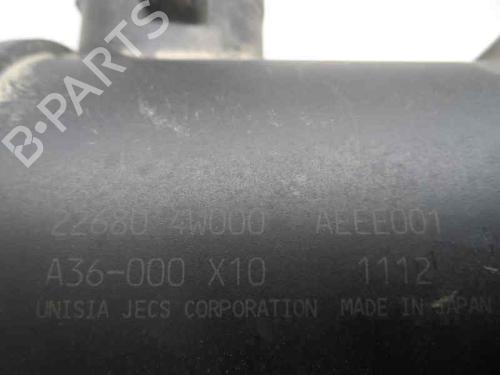 B-PARTS
22680 4W000 AEEE001
A36-000 X10 1112
UNISIA JECS CORPORATION MADE IN JAPAN